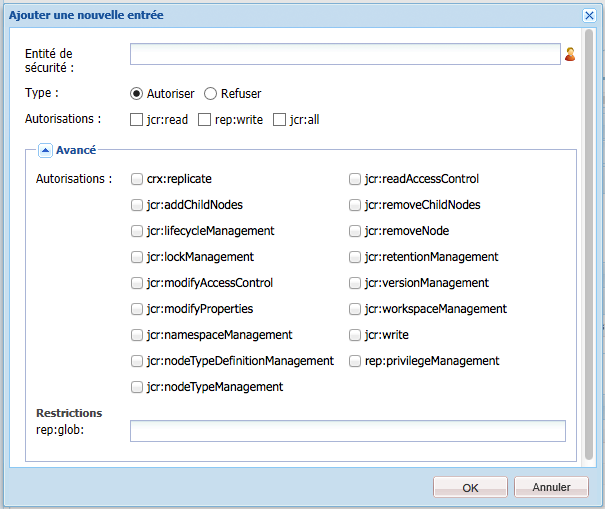 Ajouter une nouvelle entrée
Entité de
sécurité :
Type :
Autoriser
Refuser
Autorisations :
jcr:read
rep:write
jcr:all
Avancé
Autorisations :
crx:replicate
jcr:readAccessControl
jcr:addChildNodes
jcr:removeChildNodes
jcr:lifecycleManagement
jcr:removeNode
jcr:lockManagement
jcr:retentionManagement
jcr:modifyAccessControl
jcr:versionManagement
jcr:modifyProperties
jcr:workspaceManagement
jcr:namespaceManagement
jcr:write
jcr:nodeTypeDefinitionManagement
rep:privilegeManagement
jcr:nodeTypeManagement
Restrictions
rep:glob:
OK
Annuler